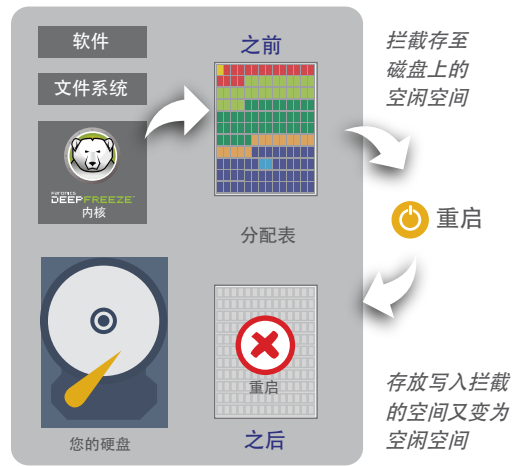 软件
文件系统
FARONICS
DEEPFREEZE™
内核
之前
分配表
拦截存至
磁盘上的
空闲空间
重启
您的硬盘
重启
之后
存放写入拦截
的空间又变为
空闲空间